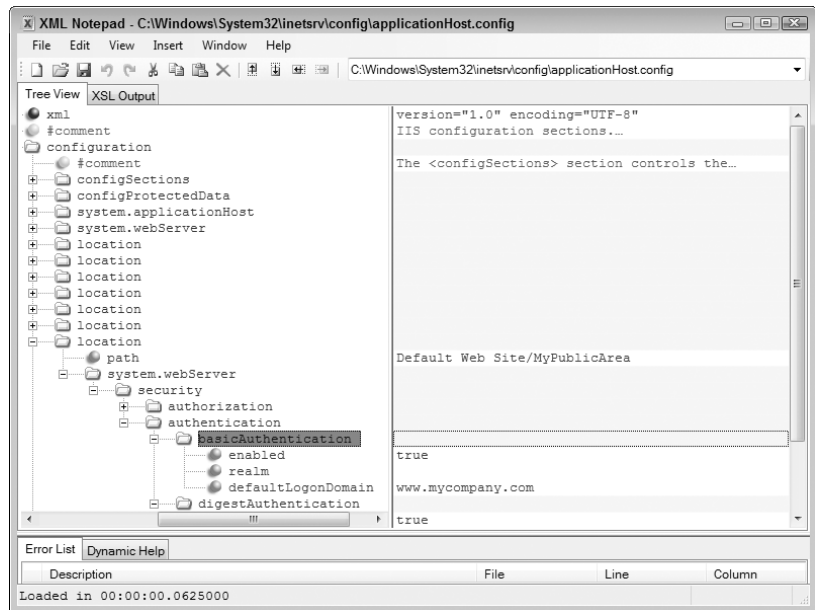 XML Notepad - C:\Windows\System32\inetsrv\config\applicationHost.config
File Edit View Insert Window Help
C:\Windows\System32\inetsrv\config\applicationHost.config
Tree View XSL Output
xml version="1.0" encoding="UTF-8"
#comment IIS configuration sections.…
configuration
#comment The <configSections> section controls the…
configSections
configProtectedData
system.applicationHost
system.webServer
location
location
location
location
location
location
location
path Default Web Site/MyPublicArea
system.webServer
security
authorization
authentication
basicAuthentication
enabled true
realm
defaultLogonDomain www.mycompany.com
digestAuthentication
true
Error List Dynamic Help
Description File Line Column
Loaded in 00:00:00.0625000